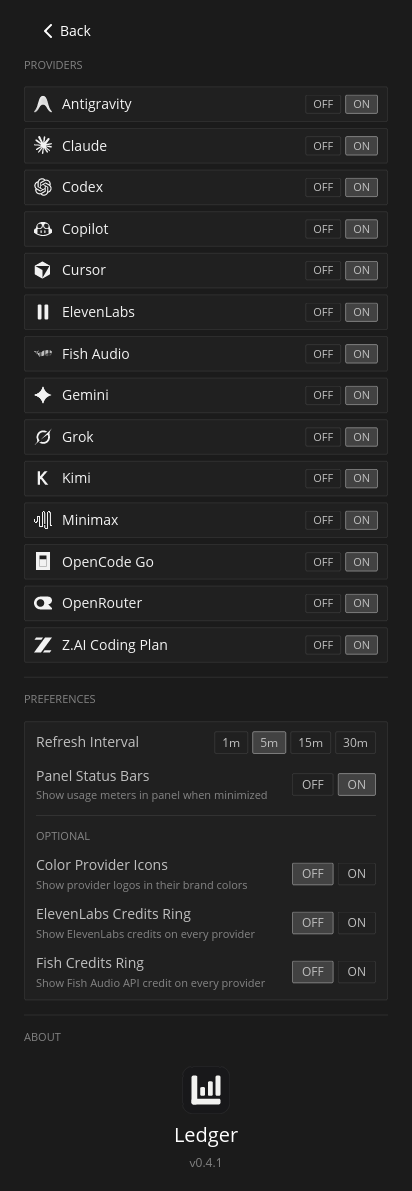 Back
PROVIDERS
Antigravity OFF ON
Claude OFF ON
Codex OFF ON
Copilot OFF ON
Cursor OFF ON
ElevenLabs OFF ON
Fish Audio OFF ON
Gemini OFF ON
Grok OFF ON
Kimi OFF ON
Minimax OFF ON
OpenCode Go OFF ON
OpenRouter OFF ON
Z.AI Coding Plan OFF ON
PREFERENCES
Refresh Interval 1m 5m 15m 30m
Panel Status Bars OFF ON
Show usage meters in panel when minimized
OPTIONAL
Color Provider Icons OFF ON
Show provider logos in their brand colors
ElevenLabs Credits Ring OFF ON
Show ElevenLabs credits on every provider
Fish Credits Ring OFF ON
Show Fish Audio API credit on every provider
ABOUT
Ledger
v0.4.1